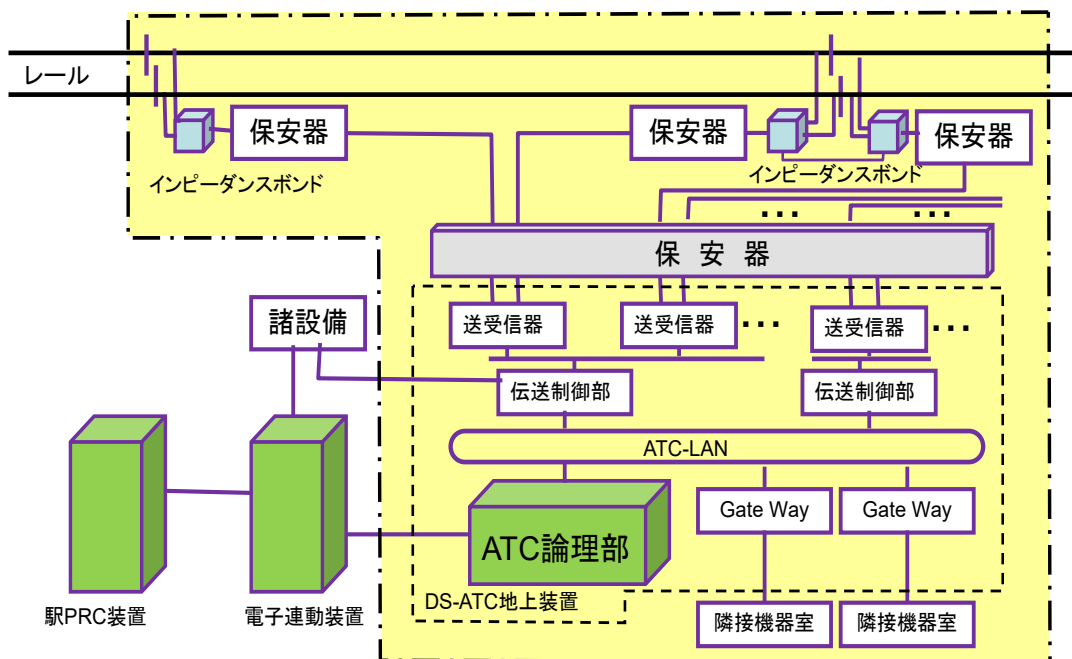 レール
保安器
保安器
保安器
インピーダンスボンド
インピーダンスボンド
・・・
・・・
保 安 器
諸設備
送受信器
送受信器
・・・
送受信器
・・・
伝送制御部
伝送制御部
ATC-LAN
Gate Way
Gate Way
ATC論理部
駅PRC装置
電子連動装置
DS-ATC地上装置
隣接機器室
隣接機器室